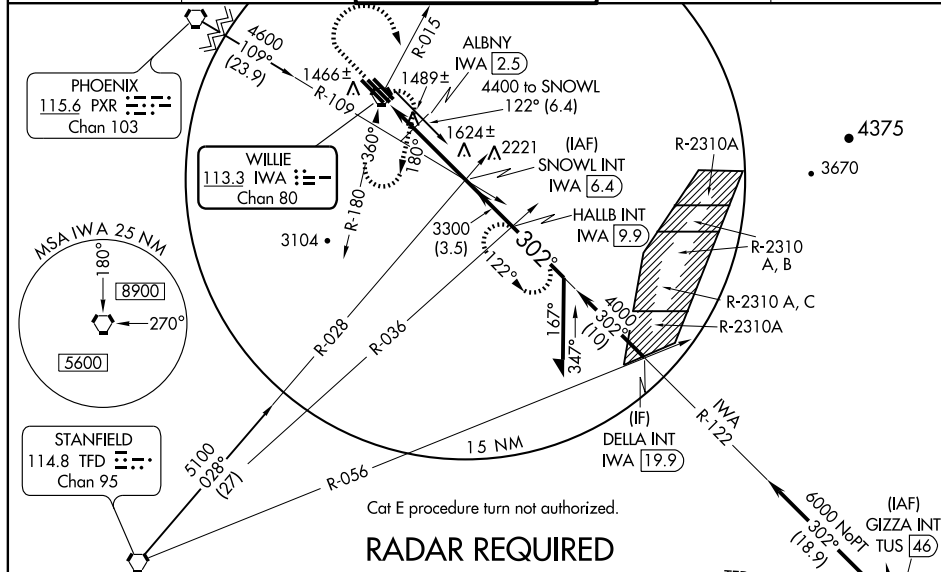 4600
109°
(23.9)
R-109
R-015
PHOENIX
115.6 PXR
Chan 103
1466±
1489±
ALBNY
IWA 2.5
4400 to SNOWL
122° (6.4)
1624±
2221
4375
3670
R-2310A
WILLIE
113.3 IWA
Chan 80
360°
180°
R-180
(IAF)
SNOWL INT
IWA 6.4
HALLB INT
IWA 9.9
3104
3300
(3.5)
302°
122°
R-2310
A, B
R-2310 A, C
R-2310A
MSA IWA 25 NM
180°
8900
270°
5600
R-028
R-036
4000
302°
(10)
167°
347°
IWA
R-122
(IF)
DELLA INT
IWA 19.9
15 NM
STANFIELD
114.8 TFD
Chan 95
5100
028°
(27)
R-056
Cat E procedure turn not authorized.
RADAR REQUIRED
6000 NoPT
302°
(18.9)
(IAF)
GIZZA INT
TUS 46